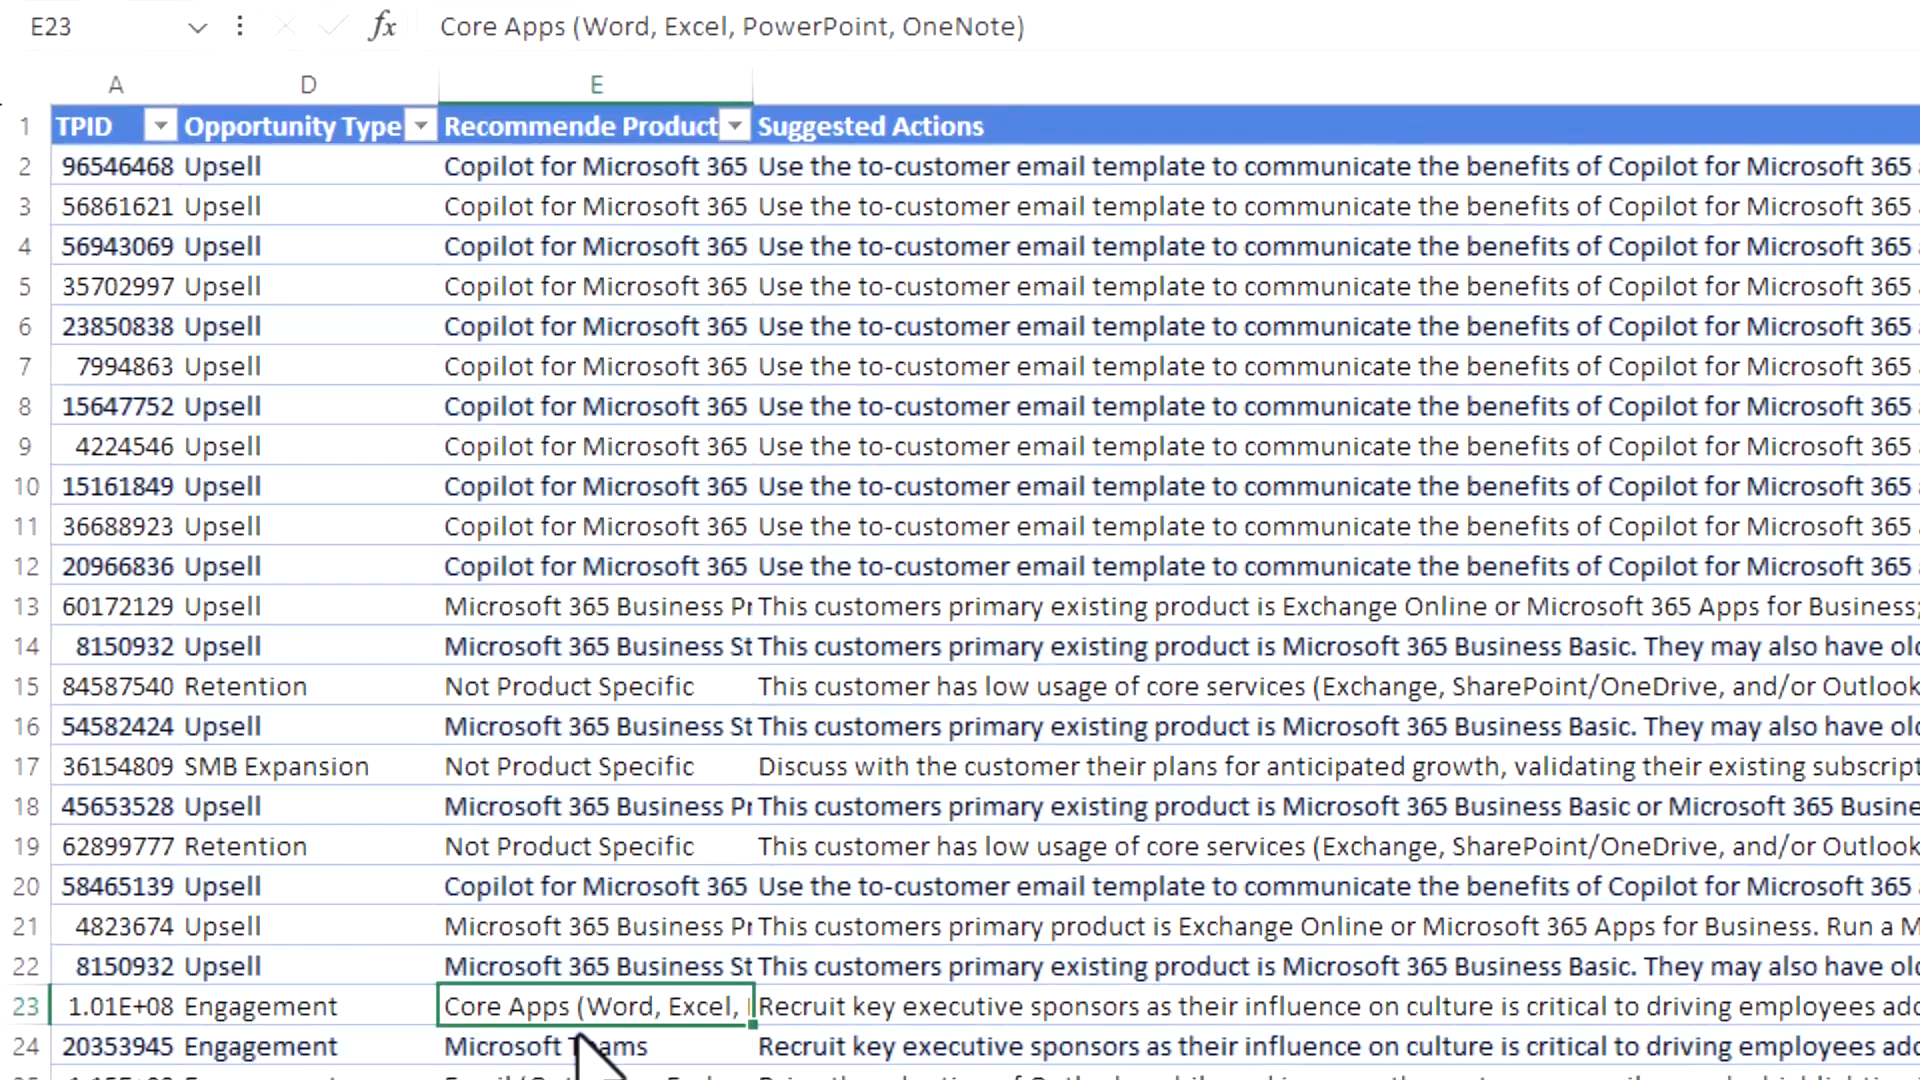 E23 fx Core Apps (Word, Excel, PowerPoint, OneNote)
A D E
1 TPID Opportunity Type Recommende Product Suggested Actions
2 96546468 Upsell Copilot for Microsoft 365 Use the to-customer email template to communicate the benefits of Copilot for Microsoft 365
3 56861621 Upsell Copilot for Microsoft 365 Use the to-customer email template to communicate the benefits of Copilot for Microsoft 365
4 56943069 Upsell Copilot for Microsoft 365 Use the to-customer email template to communicate the benefits of Copilot for Microsoft 365
5 35702997 Upsell Copilot for Microsoft 365 Use the to-customer email template to communicate the benefits of Copilot for Microsoft 365
6 23850838 Upsell Copilot for Microsoft 365 Use the to-customer email template to communicate the benefits of Copilot for Microsoft 365
7 7994863 Upsell Copilot for Microsoft 365 Use the to-customer email template to communicate the benefits of Copilot for Microsoft 365
8 15647752 Upsell Copilot for Microsoft 365 Use the to-customer email template to communicate the benefits of Copilot for Microsoft 365
9 4224546 Upsell Copilot for Microsoft 365 Use the to-customer email template to communicate the benefits of Copilot for Microsoft 365
10 15161849 Upsell Copilot for Microsoft 365 Use the to-customer email template to communicate the benefits of Copilot for Microsoft 365
11 36688923 Upsell Copilot for Microsoft 365 Use the to-customer email template to communicate the benefits of Copilot for Microsoft 365
12 20966836 Upsell Copilot for Microsoft 365 Use the to-customer email template to communicate the benefits of Copilot for Microsoft 365
13 60172129 Upsell Microsoft 365 Business Pr This customers primary existing product is Exchange Online or Microsoft 365 Apps for Business;
14 8150932 Upsell Microsoft 365 Business St This customers primary existing product is Microsoft 365 Business Basic. They may also have old
15 84587540 Retention Not Product Specific This customer has low usage of core services (Exchange, SharePoint/OneDrive, and/or Outlook
16 54582424 Upsell Microsoft 365 Business St This customers primary existing product is Microsoft 365 Business Basic. They may also have old
17 36154809 SMB Expansion Not Product Specific Discuss with the customer their plans for anticipated growth, validating their existing subscript
18 45653528 Upsell Microsoft 365 Business Pr This customers primary existing product is Microsoft 365 Business Basic or Microsoft 365 Busine
19 62899777 Retention Not Product Specific This customer has low usage of core services (Exchange, SharePoint/OneDrive, and/or Outlook
20 58465139 Upsell Copilot for Microsoft 365 Use the to-customer email template to communicate the benefits of Copilot for Microsoft 365
21 4823674 Upsell Microsoft 365 Business Pr This customers primary product is Exchange Online or Microsoft 365 Apps for Business. Run a M
22 8150932 Upsell Microsoft 365 Business St This customers primary existing product is Microsoft 365 Business Basic. They may also have old
23 1.01E+08 Engagement Core Apps (Word, Excel, Recruit key executive sponsors as their influence on culture is critical to driving employees ado
24 20353945 Engagement Microsoft Teams Recruit key executive sponsors as their influence on culture is critical to driving employees ado